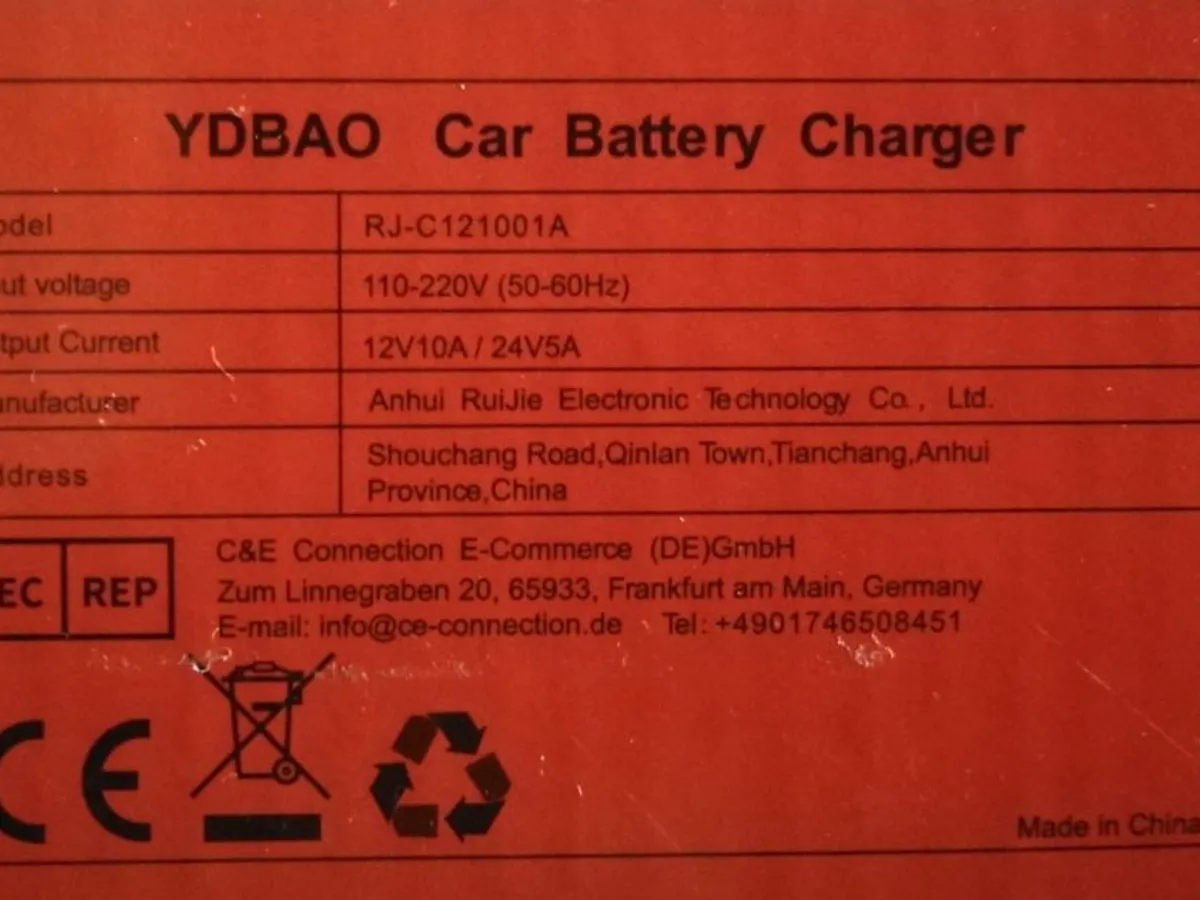 YDBAO Car Battery Charger
odel RJ-C121001A
ut voltage 110-220V (50-60Hz)
tput Current 12V10A / 24V5A
anufacturer Anhui RuiJie Electronic Technology Co., Ltd.
ddress Shouchang Road,Qinlan Town,Tianchang,Anhui
Province,China
EC REP
C&E Connection E-Commerce (DE)GmbH
Zum Linnegraben 20, 65933, Frankfurt am Main, Germany
E-mail: info@ce-connection.de Tel: +4901746508451
CE
Made in China